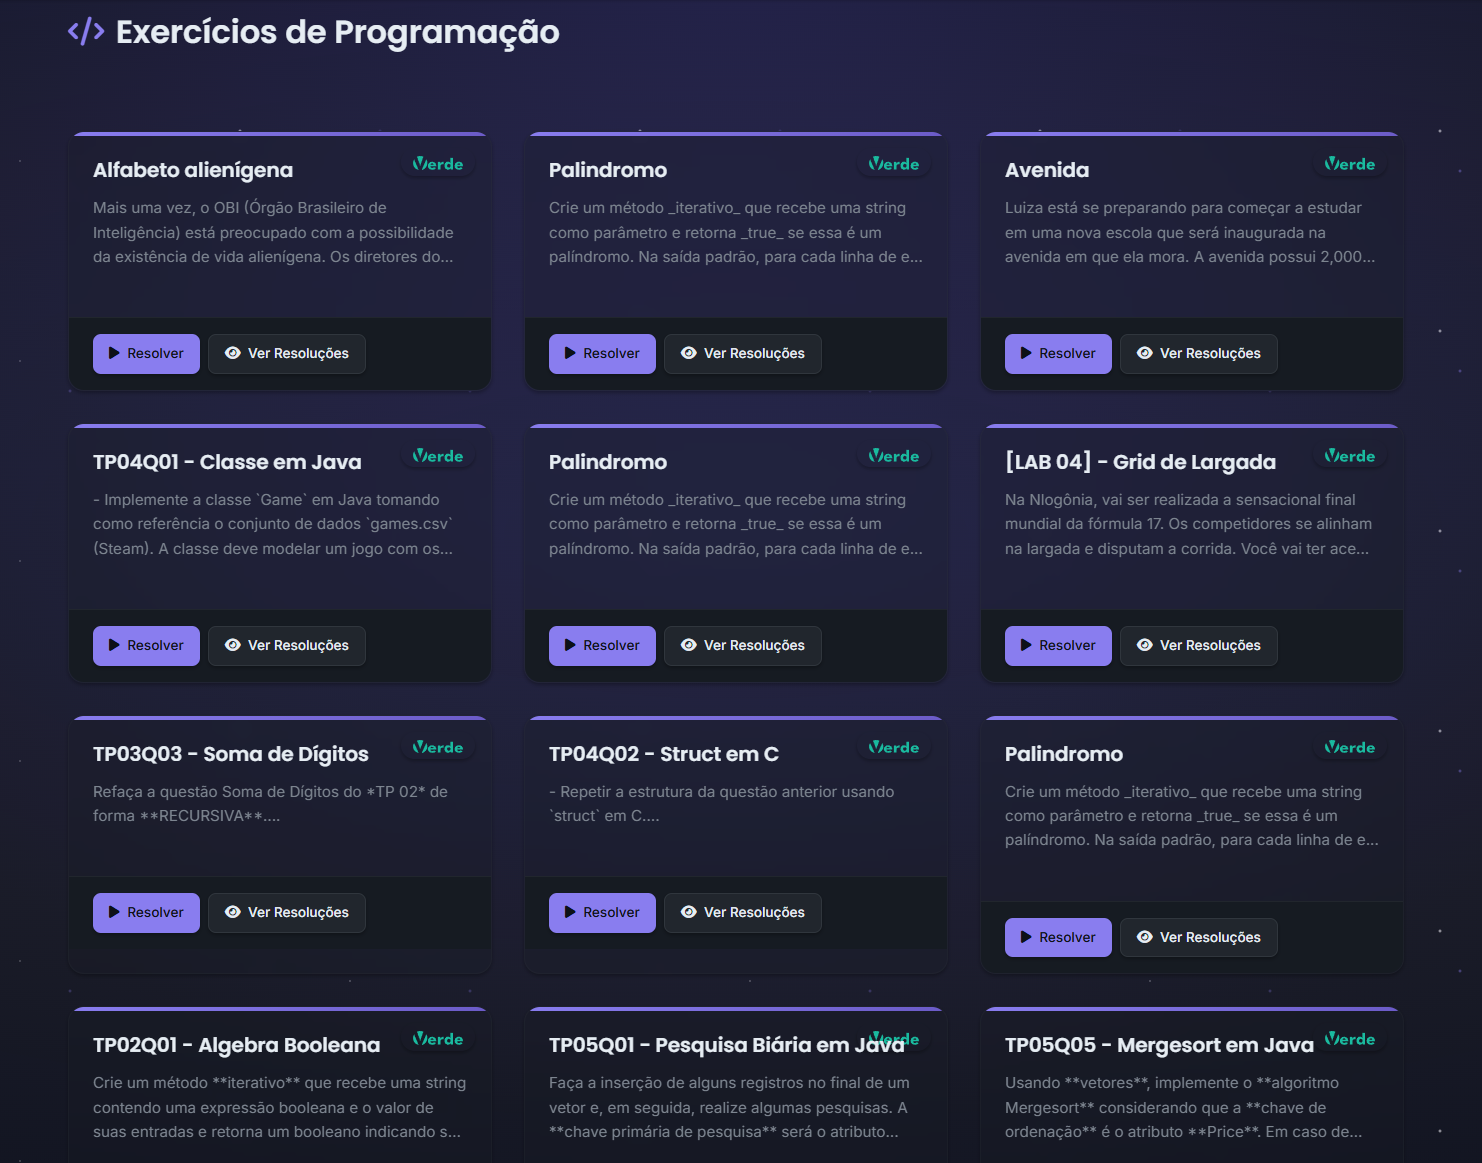 Exercícios de Programação
Alfabeto alienígena
Verde
Mais uma vez, o OBI (Órgão Brasileiro de
Inteligência) está preocupado com a possibilidade
da existência de vida alienígena. Os diretores do...
Resolver
Ver Resoluções
Palindromo
Verde
Crie um método _iterativo_ que recebe uma string
como parâmetro e retorna _true_ se essa é um
palíndromo. Na saída padrão, para cada linha de e...
Resolver
Ver Resoluções
Avenida
Verde
Luiza está se preparando para começar a estudar
em uma nova escola que será inaugurada na
avenida em que ela mora. A avenida possui 2,000...
Resolver
Ver Resoluções
TP04Q01 - Classe em Java
Verde
- Implemente a classe `Game` em Java tomando
como referência o conjunto de dados `games.csv`
(Steam). A classe deve modelar um jogo com os...
Resolver
Ver Resoluções
Palindromo
Verde
Crie um método _iterativo_ que recebe uma string
como parâmetro e retorna _true_ se essa é um
palíndromo. Na saída padrão, para cada linha de e...
Resolver
Ver Resoluções
[LAB 04] - Grid de Largada
Verde
Na Nlogônia, vai ser realizada a sensacional final
mundial da fórmula 17. Os competidores se alinham
na largada e disputam a corrida. Você vai ter ace...
Resolver
Ver Resoluções
TP03Q03 - Soma de Dígitos
Verde
Refaça a questão Soma de Dígitos do *TP 02* de
forma **RECURSIVA**....
Resolver
Ver Resoluções
TP04Q02 - Struct em C
Verde
- Repetir a estrutura da questão anterior usando
`struct` em C....
Resolver
Ver Resoluções
Palindromo
Verde
Crie um método _iterativo_ que recebe uma string
como parâmetro e retorna _true_ se essa é um
palíndromo. Na saída padrão, para cada linha de e...
Resolver
Ver Resoluções
TP02Q01 - Algebra Booleana
Verde
Crie um método **iterativo** que recebe uma string
contendo uma expressão booleana e o valor de
suas entradas e retorna um booleano indicando s...
TP05Q01 - Pesquisa Biária em Java
Verde
Faça a inserção de alguns registros no final de um
vetor e, em seguida, realize algumas pesquisas. A
**chave primária de pesquisa** será o atributo...
TP05Q05 - Mergesort em Java
Verde
Usando **vetores**, implemente o **algoritmo
Mergesort** considerando que a **chave de
ordenação** é o atributo **Price**. Em caso de...